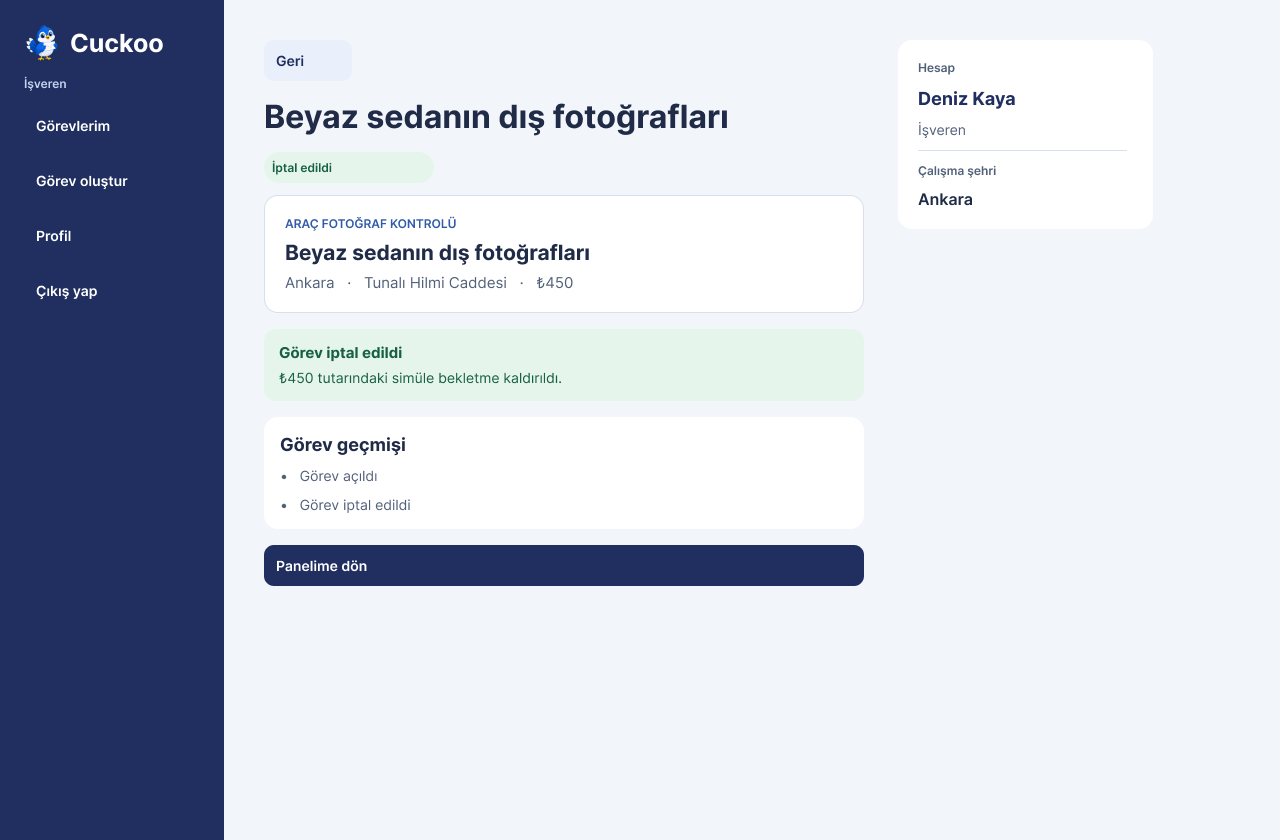 Cuckoo
İşveren
Görevlerim
Görev oluştur
Profil
Çıkış yap
Geri
Beyaz sedanın dış fotoğrafları
İptal edildi
ARAÇ FOTOĞRAF KONTROLÜ
Beyaz sedanın dış fotoğrafları
Ankara · Tunalı Hilmi Caddesi · ₺450
Görev iptal edildi
₺450 tutarındaki simüle bekletme kaldırıldı.
Görev geçmişi
• Görev açıldı
• Görev iptal edildi
Panelime dön
Hesap
Deniz Kaya
İşveren
Çalışma şehri
Ankara